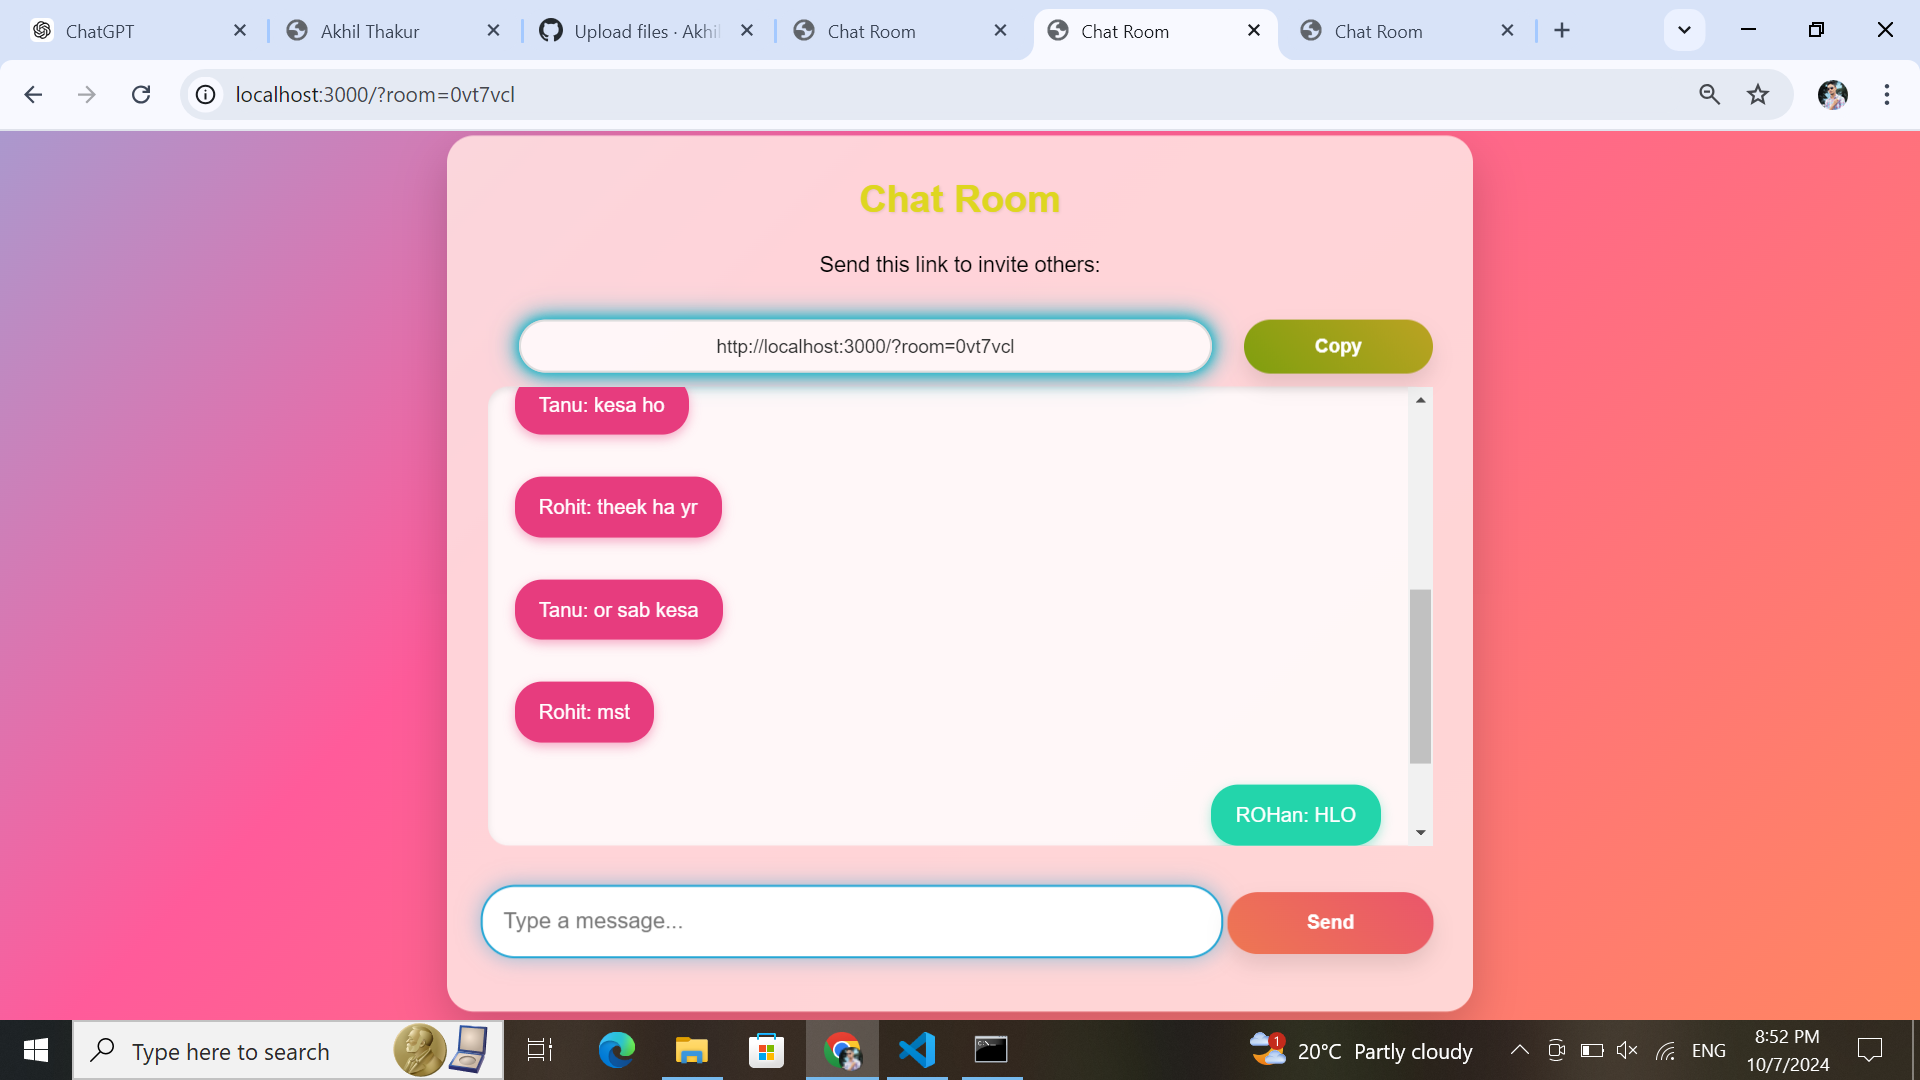 ChatGPT
Akhil Thakur
Upload files · Akhil
Chat Room
Chat Room
Chat Room
localhost:3000/?room=0vt7vcl
Chat Room
Send this link to invite others:
http://localhost:3000/?room=0vt7vcl
Copy
Tanu: kesa ho
Rohit: theek ha yr
Tanu: or sab kesa
Rohit: mst
ROHan: HLO
Type a message...
Send
Type here to search
1
20°C Partly cloudy
ENG
8:52 PM
10/7/2024